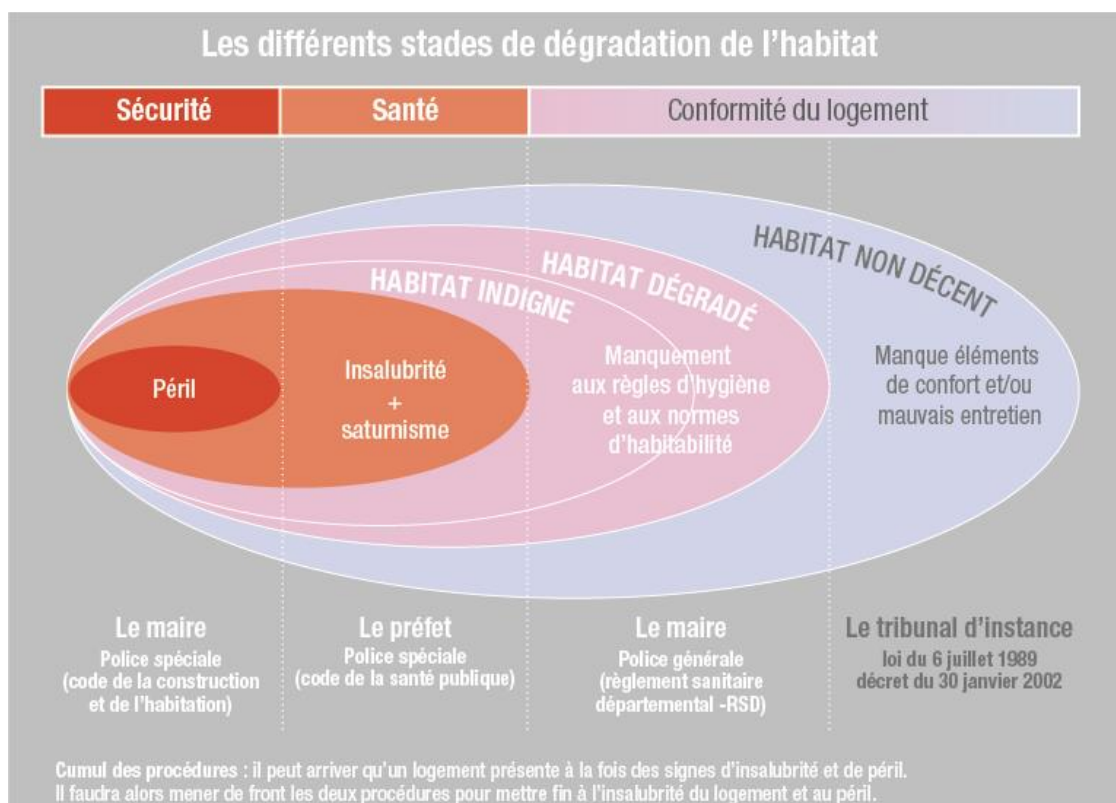 Les différents stades de dégradation de l'habitat
Sécurité
Santé
Conformité du logement
HABITAT NON DÉCENT
HABITAT DÉGRADÉ
HABITAT INDIGNE
Péril
Insalubrité
+
saturnisme
Manquement
aux règles d'hygiène
et aux normes
d'habitabilité
Manque éléments
de confort et/ou
mauvais entretien
Le maire
Police spéciale
(code de la construction
et de l'habitation)
Le préfet
Police spéciale
(code de la santé publique)
Le maire
Police générale
(règlement sanitaire
départemental -RSD)
Le tribunal d'instance
loi du 6 juillet 1989
décret du 30 janvier 2002
Cumul des procédures : il peut arriver qu'un logement présente à la fois des signes d'insalubrité et de péril.
Il faudra alors mener de front les deux procédures pour mettre fin à l'insalubrité du logement et au péril.